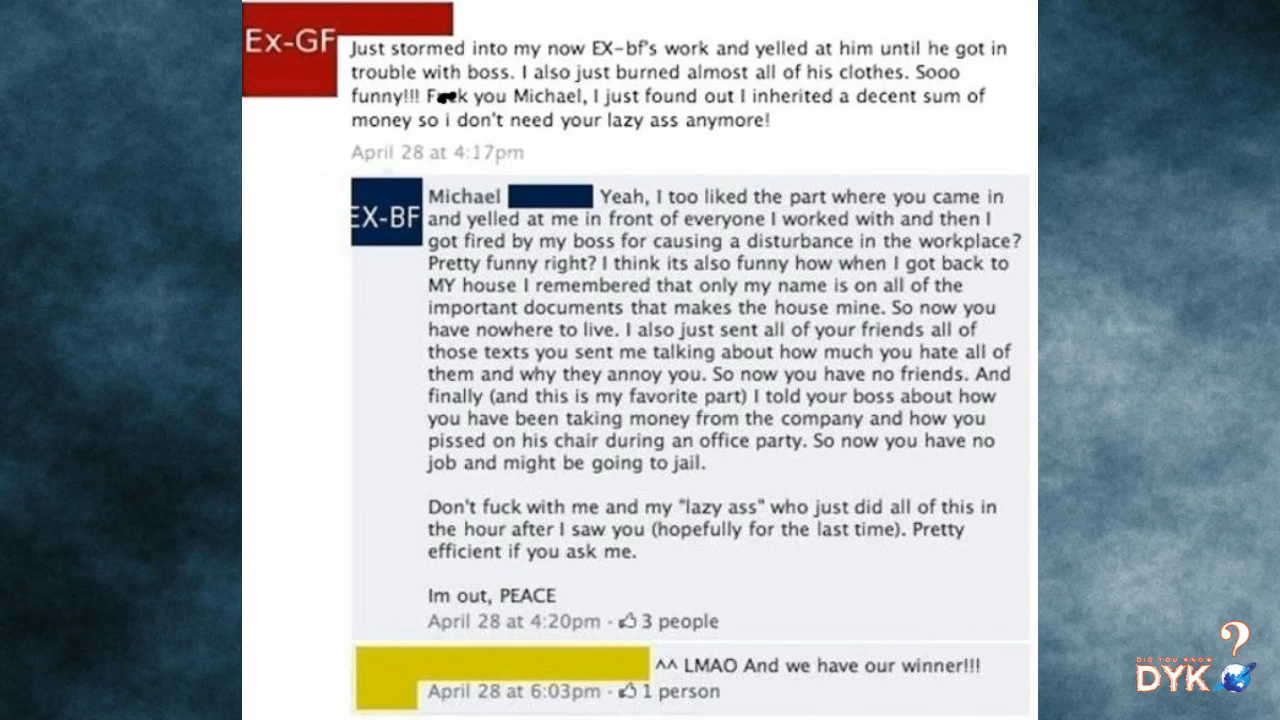 Ex-GF
Just stormed into my now EX-bf's work and yelled at him until he got in
trouble with boss. I also just burned almost all of his clothes. Sooo
funny!!! F k you Michael, I just found out I inherited a decent sum of
money so i don't need your lazy ass anymore!
April 28 at 4:17pm
EX-BF
Michael Yeah, I too liked the part where you came in
and yelled at me in front of everyone I worked with and then I
got fired by my boss for causing a disturbance in the workplace?
Pretty funny right? I think its also funny how when I got back to
MY house I remembered that only my name is on all of the
important documents that makes the house mine. So now you
have nowhere to live. I also just sent all of your friends all of
those texts you sent me talking about how much you hate all of
them and why they annoy you. So now you have no friends. And
finally (and this is my favorite part) I told your boss about how
you have been taking money from the company and how you
pissed on his chair during an office party. So now you have no
job and might be going to jail.
Don't fuck with me and my "lazy ass" who just did all of this in
the hour after I saw you (hopefully for the last time). Pretty
efficient if you ask me.
Im out, PEACE
April 28 at 4:20pm · 3 people
^^ LMAO And we have our winner!!!
April 28 at 6:03pm · 1 person
?
DID YOU KNOW
DYK